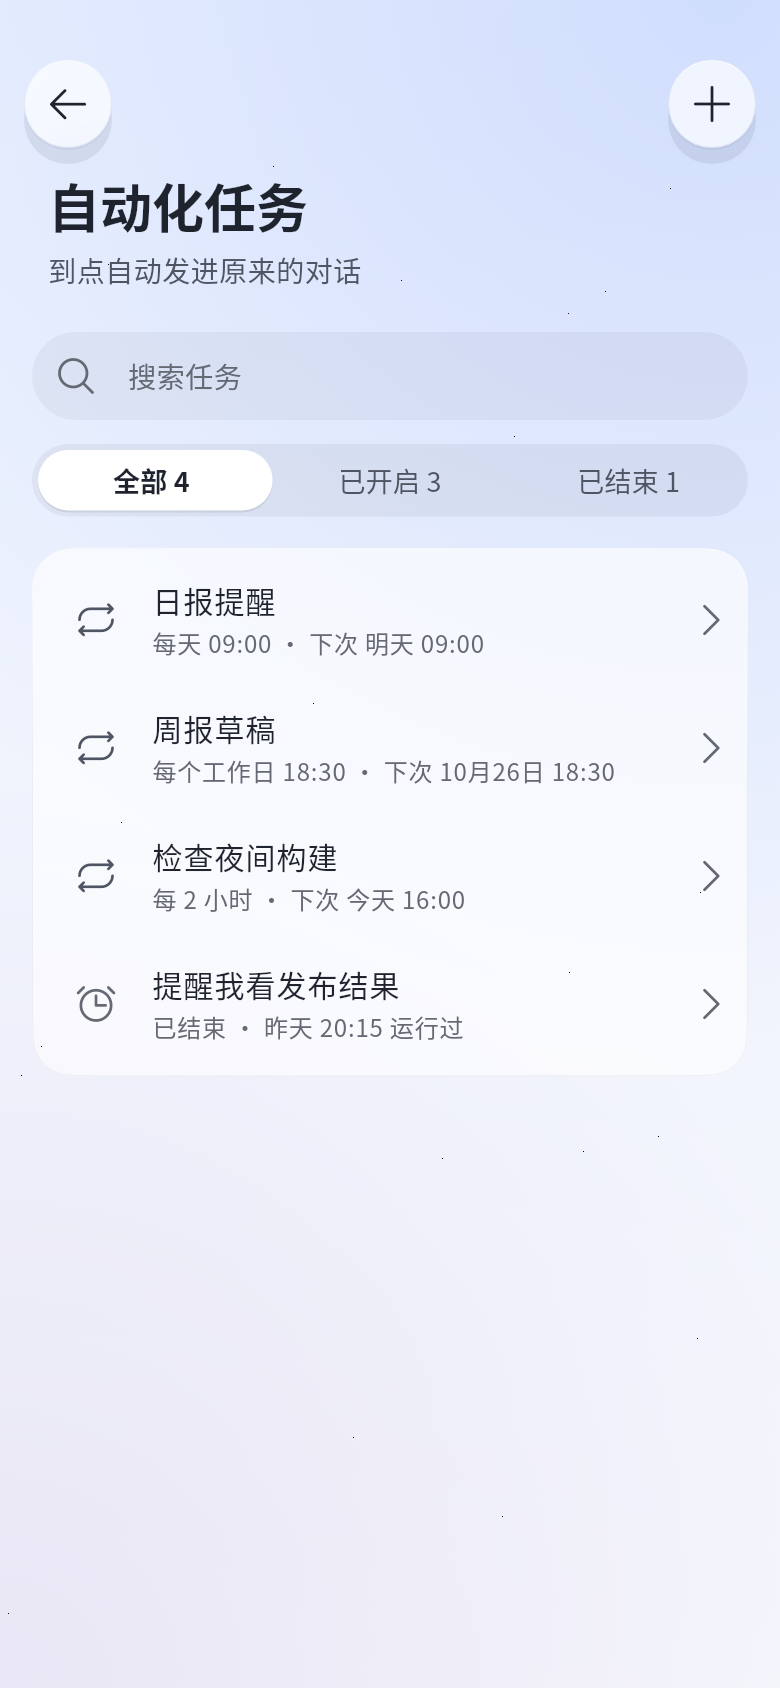 自动化任务
到点自动发进原来的对话
搜索任务
全部 4
已开启 3
已结束 1
日报提醒
每天 09:00 · 下次 明天 09:00
周报草稿
每个工作日 18:30 · 下次 10月26日 18:30
检查夜间构建
每 2 小时 · 下次 今天 16:00
提醒我看发布结果
已结束 · 昨天 20:15 运行过